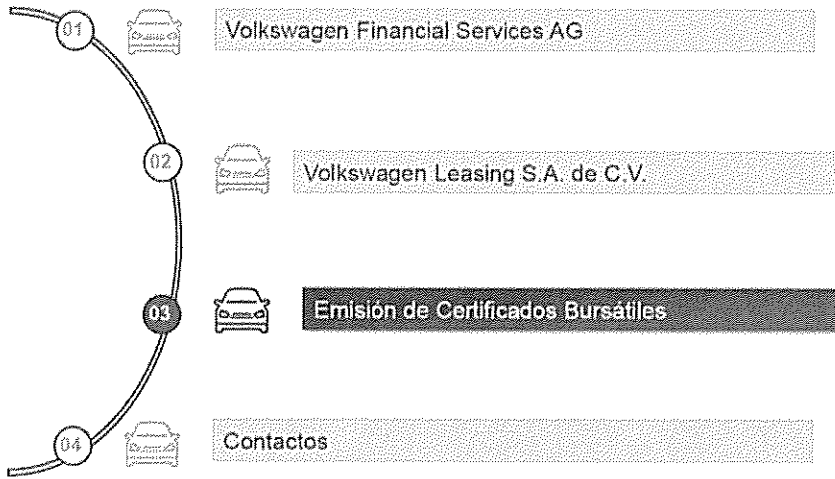 01 Volkswagen Financial Services AG
02 Volkswagen Leasing S.A. de C.V.
03 Emisión de Certificados Bursátiles
04 Contactos